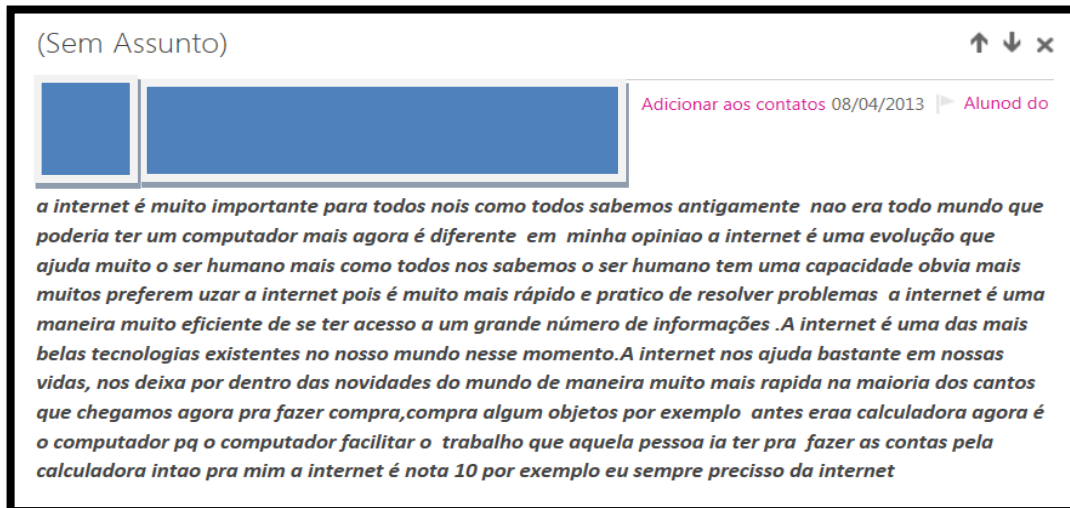 (Sem Assunto)
Adicionar aos contatos 08/04/2013 Alunod do
a internet é muito importante para todos nois como todos sabemos antigamente nao era todo mundo que
poderia ter um computador mais agora é diferente em minha opiniao a internet é uma evolução que
ajuda muito o ser humano mais como todos nos sabemos o ser humano tem uma capacidade obvia mais
muitos preferem uzar a internet pois é muito mais rápido e pratico de resolver problemas a internet é uma
maneira muito eficiente de se ter acesso a um grande número de informações .A internet é uma das mais
belas tecnologias existentes no nosso mundo nesse momento.A internet nos ajuda bastante em nossas
vidas, nos deixa por dentro das novidades do mundo de maneira muito mais rapida na maioria dos cantos
que chegamos agora pra fazer compra,compra algum objetos por exemplo antes eraa calculadora agora é
o computador pq o computador facilitar o trabalho que aquela pessoa ia ter pra fazer as contas pela
calculadora intao pra mim a internet é nota 10 por exemplo eu sempre precisso da internet